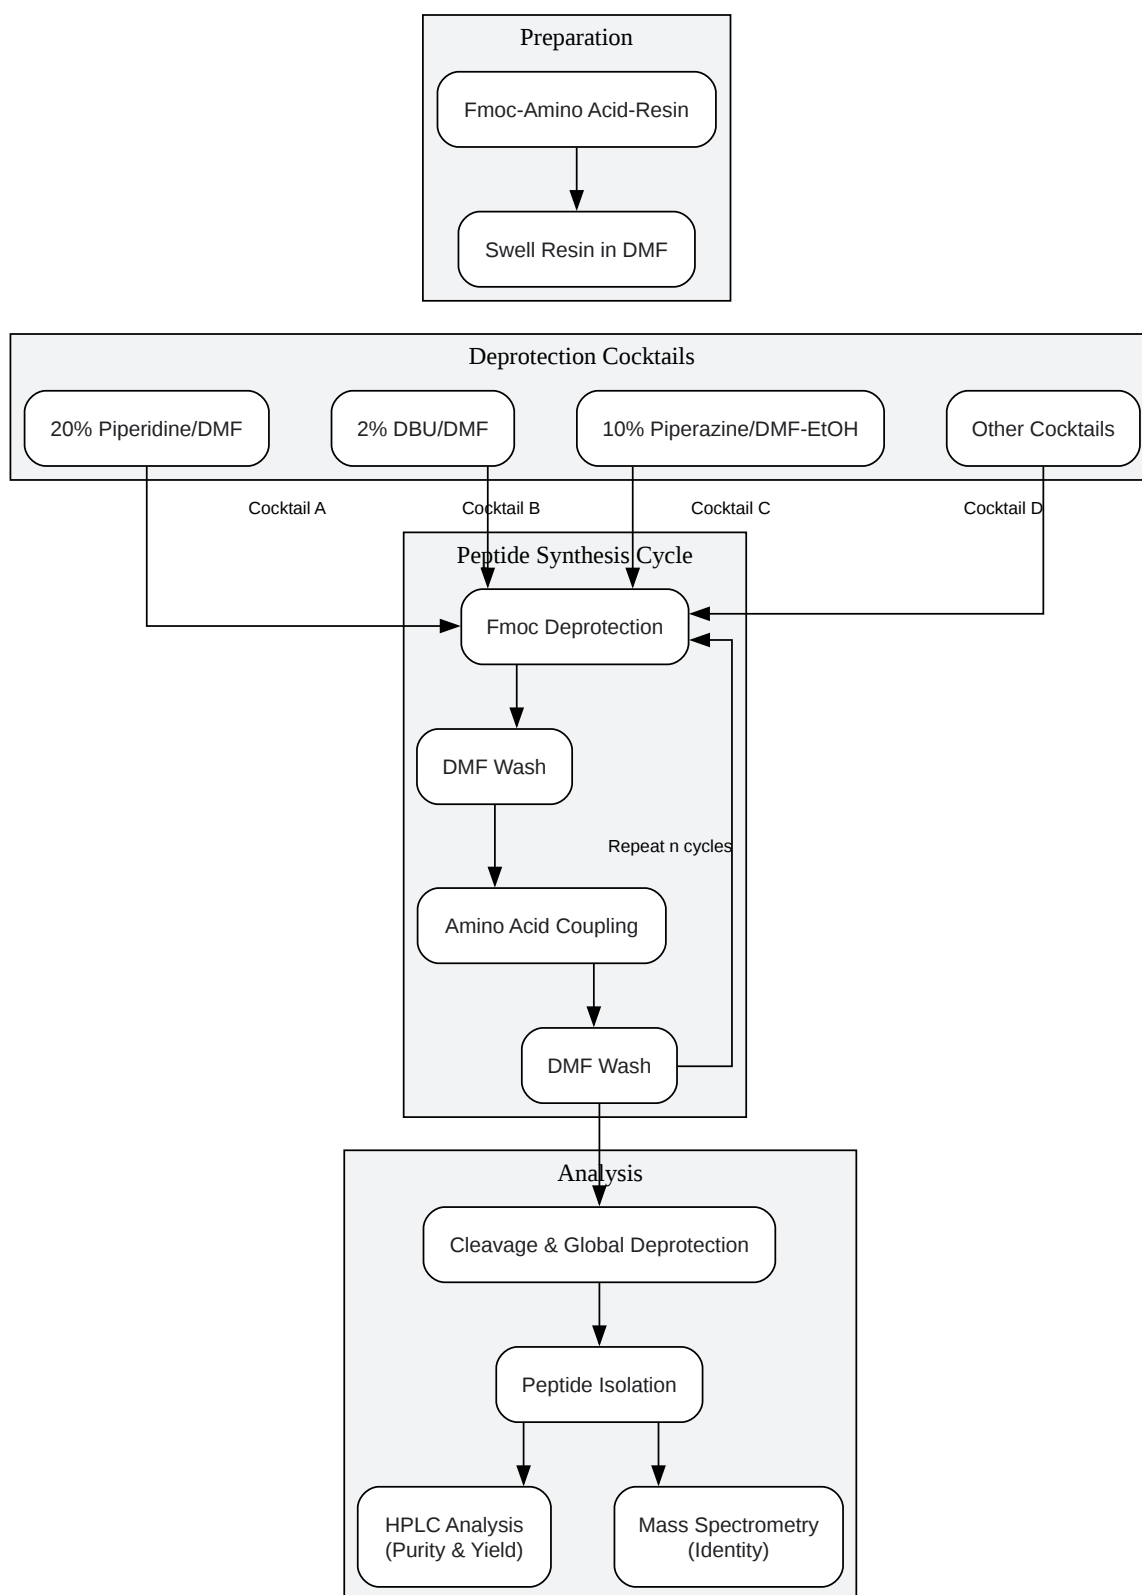 Preparation
Fmoc-Amino Acid-Resin
Swell Resin in DMF
Deprotection Cocktails
20% Piperidine/DMF
2% DBU/DMF
10% Piperazine/DMF-EtOH
Other Cocktails
Cocktail A
Cocktail B
Cocktail C
Cocktail D
Peptide Synthesis Cycle
Fmoc Deprotection
DMF Wash
Repeat n cycles
Amino Acid Coupling
DMF Wash
Analysis
Cleavage & Global Deprotection
Peptide Isolation
HPLC Analysis
(Purity & Yield)
Mass Spectrometry
(Identity)